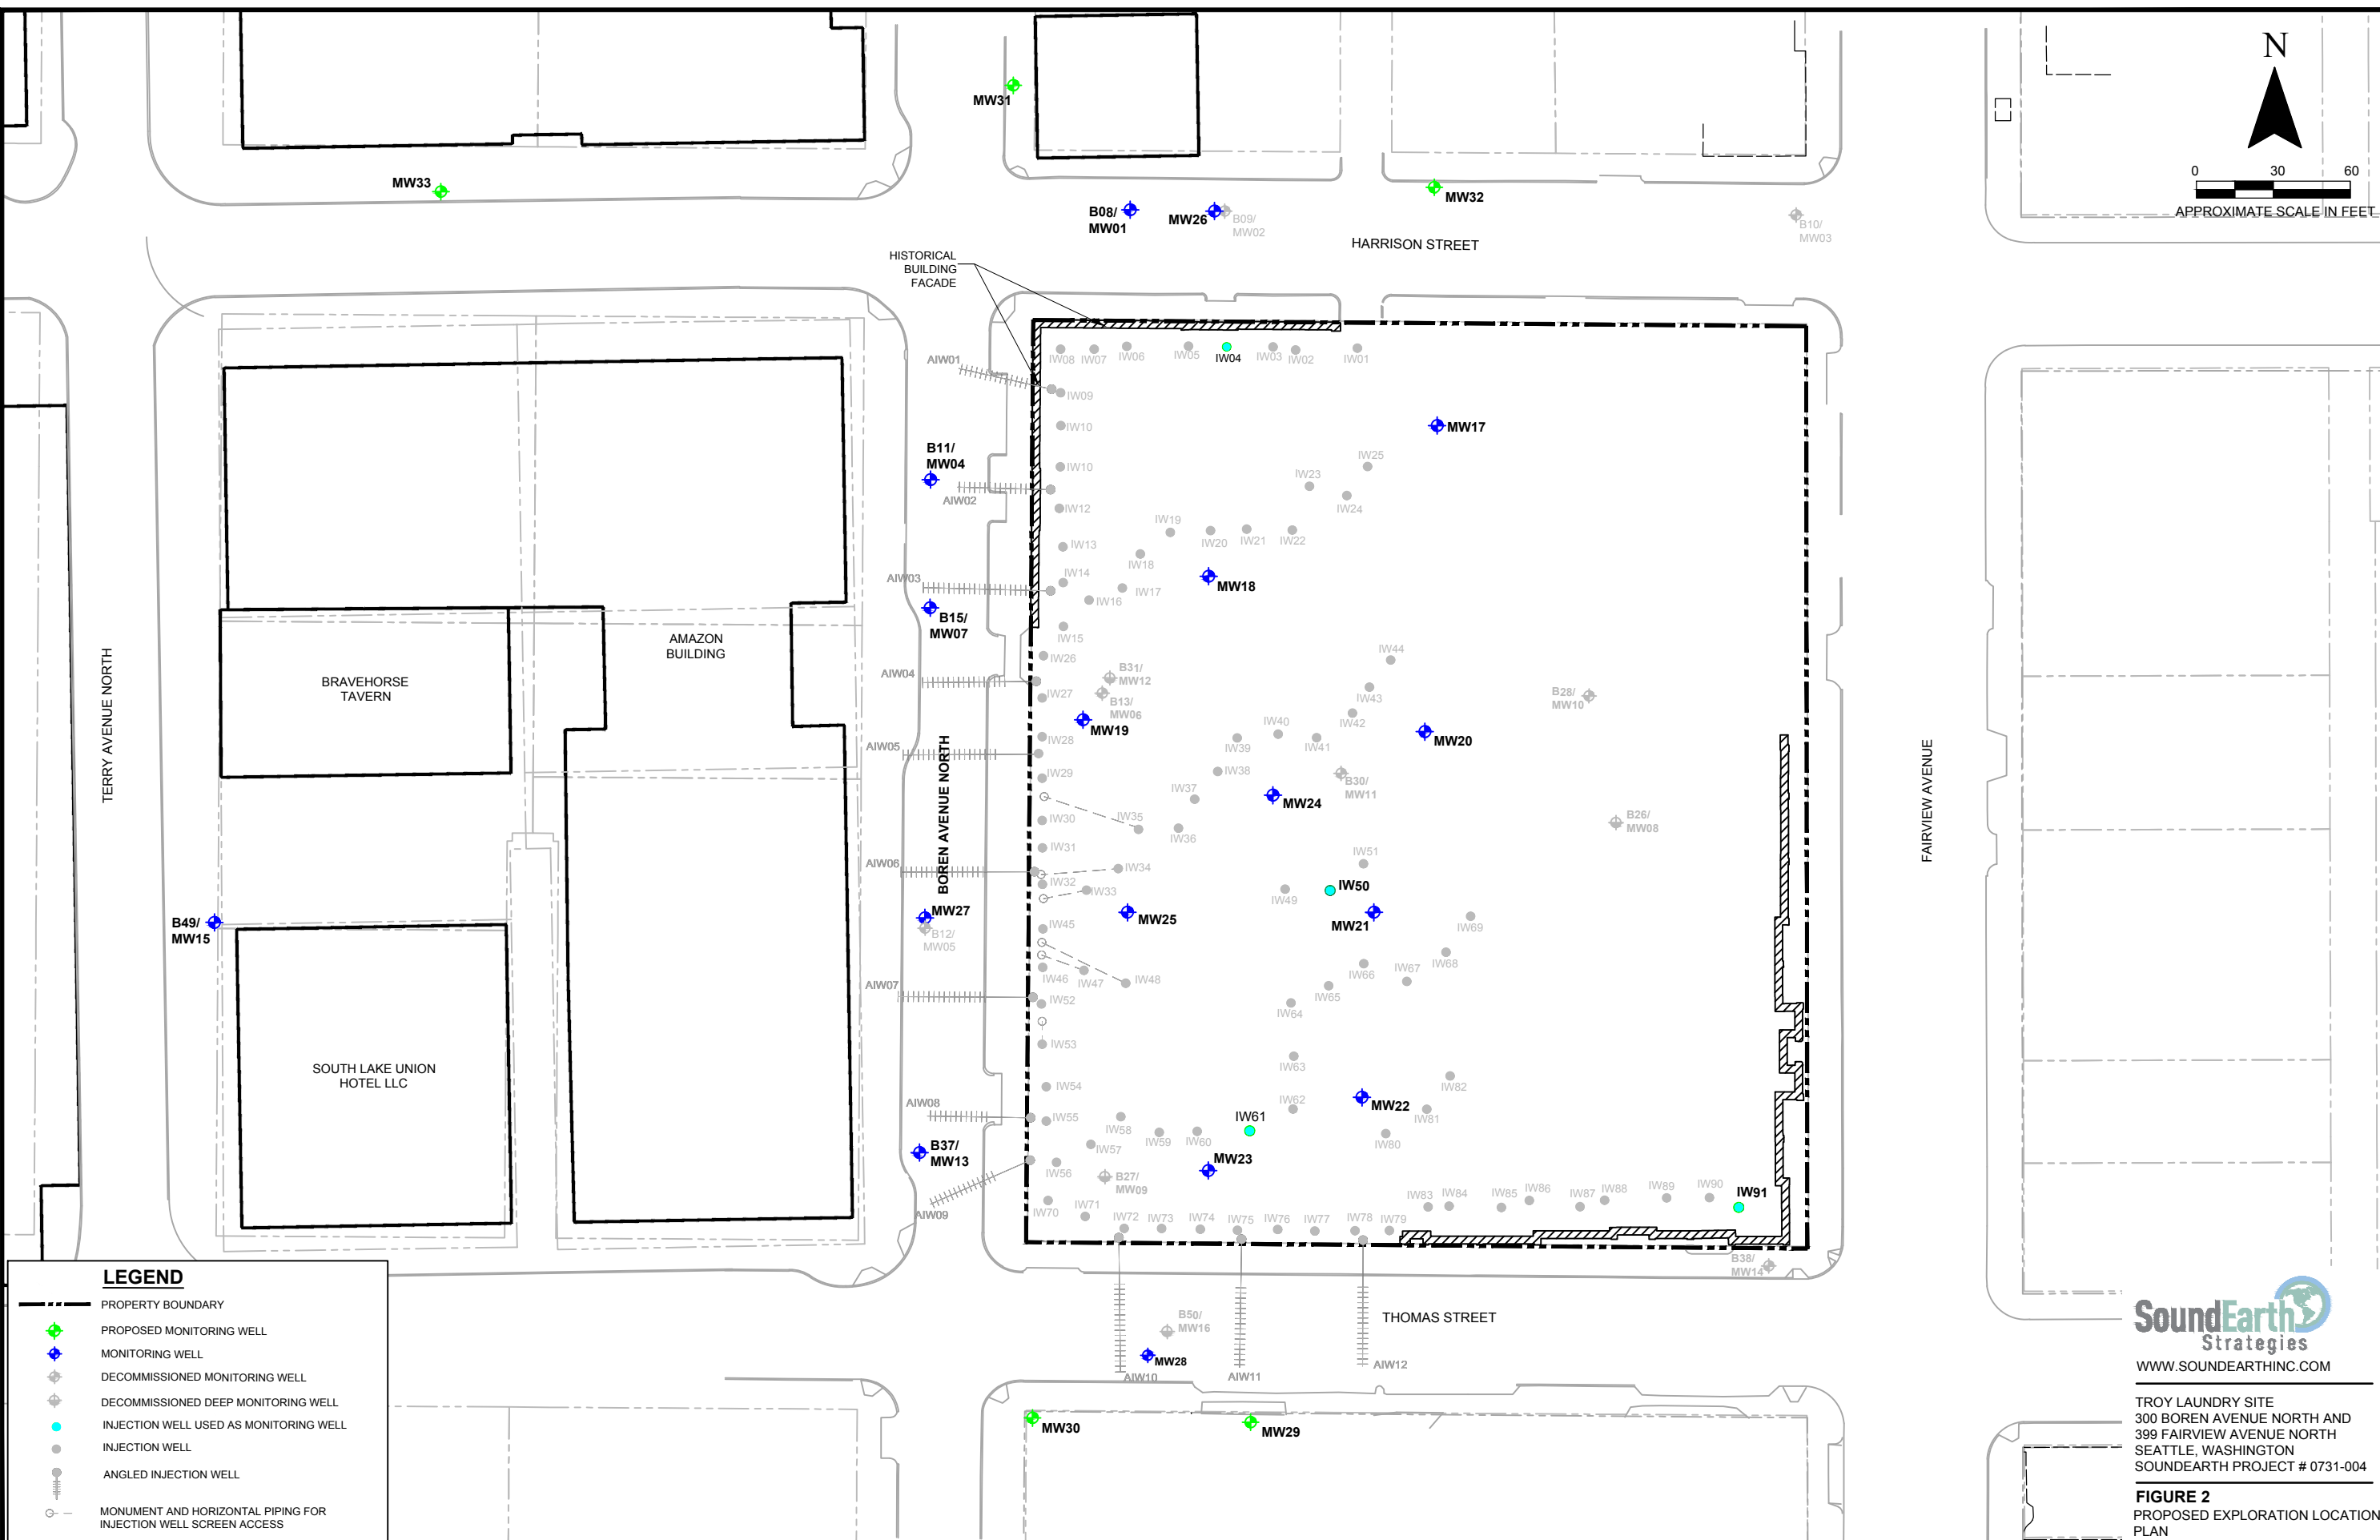 N
0 30 60
APPROXIMATE SCALE IN FEET
MW31
MW33
MW32
B08/
MW01
MW26
B09/
MW02
B10/
MW03
HARRISON STREET
HISTORICAL
BUILDING
FACADE
AIW01
IW08
IW07
IW06
IW05
IW04
IW03
IW02
IW01
IW09
IW10
MW17
B11/
MW04
AIW02
IW10
IW12
IW25
IW23
IW24
IW19
IW20
IW21
IW22
IW13
IW18
AIW03
IW14
IW17
IW16
MW18
B15/
MW07
IW15
AMAZON
BUILDING
BRAVEHORSE
TAVERN
TERRY AVENUE NORTH
IW26
IW44
AIW04
B31/
MW12
IW27
B13/
MW06
IW43
B28/
MW10
MW19
IW42
IW40
IW39
IW41
MW20
IW28
AIW05
BOREN AVENUE NORTH
FAIRVIEW AVENUE
IW29
IW38
B30/
MW11
IW37
MW24
IW30
IW35
IW36
B26/
MW08
IW31
AIW06
IW34
IW51
IW32
IW33
IW49
IW50
B49/
MW15
MW27
B12/
MW05
MW25
MW21
IW69
IW45
IW46
IW47
IW48
IW66
IW67
IW68
AIW07
IW52
IW65
IW64
IW53
SOUTH LAKE UNION
HOTEL LLC
IW63
IW54
IW82
AIW08
IW55
IW58
IW62
MW22
IW81
IW61
IW59
IW60
IW80
B37/
MW13
IW57
IW56
MW23
B27/
MW09
AIW09
IW70
IW71
IW72
IW73
IW74
IW75
IW76
IW77
IW78
IW79
IW83
IW84
IW85
IW86
IW87
IW88
IW89
IW90
IW91
B38/
MW14
THOMAS STREET
B50/
MW16
MW28
AIW10
AIW11
AIW12
MW30
MW29
LEGEND
PROPERTY BOUNDARY
PROPOSED MONITORING WELL
MONITORING WELL
DECOMMISSIONED MONITORING WELL
DECOMMISSIONED DEEP MONITORING WELL
INJECTION WELL USED AS MONITORING WELL
INJECTION WELL
ANGLED INJECTION WELL
MONUMENT AND HORIZONTAL PIPING FOR
INJECTION WELL SCREEN ACCESS
SoundEarth
Strategies
WWW.SOUNDEARTHINC.COM
TROY LAUNDRY SITE
300 BOREN AVENUE NORTH AND
399 FAIRVIEW AVENUE NORTH
SEATTLE, WASHINGTON
SOUNDEARTH PROJECT # 0731-004
FIGURE 2
PROPOSED EXPLORATION LOCATION
PLAN